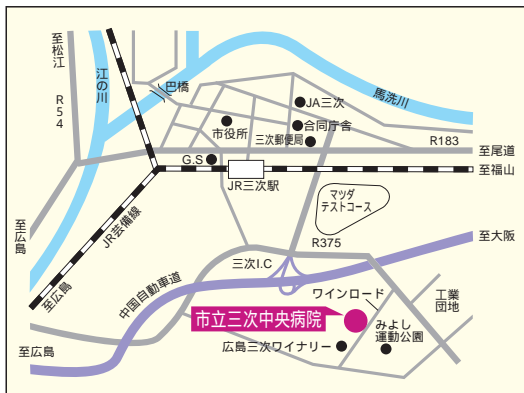 至松江
R54
江の川
巴橋
馬洗川
JA三次
市役所
合同庁舎
三次郵便局
R183
至尾道
G.S
至福山
JR三次駅
マツダ
テストコース
至広島
JR芸備線
R375
至大阪
三次I.C
至広島
中国自動車道
ワインロード
工業
団地
市立三次中央病院
みよし
運動公園
広島三次ワイナリー
至広島